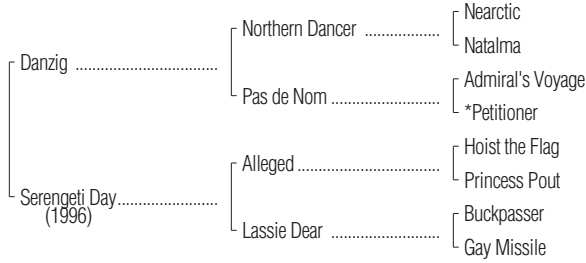 Nearctic
Northern Dancer ..................
Natalma
Danzig ..................................
Admiral's Voyage
Pas de Nom ..........................
*Petitioner
Hoist the Flag
Alleged ..................................
Princess Pout
Serengeti Day ........................
(1996)
Buckpasser
Lassie Dear ..........................
Gay Missile